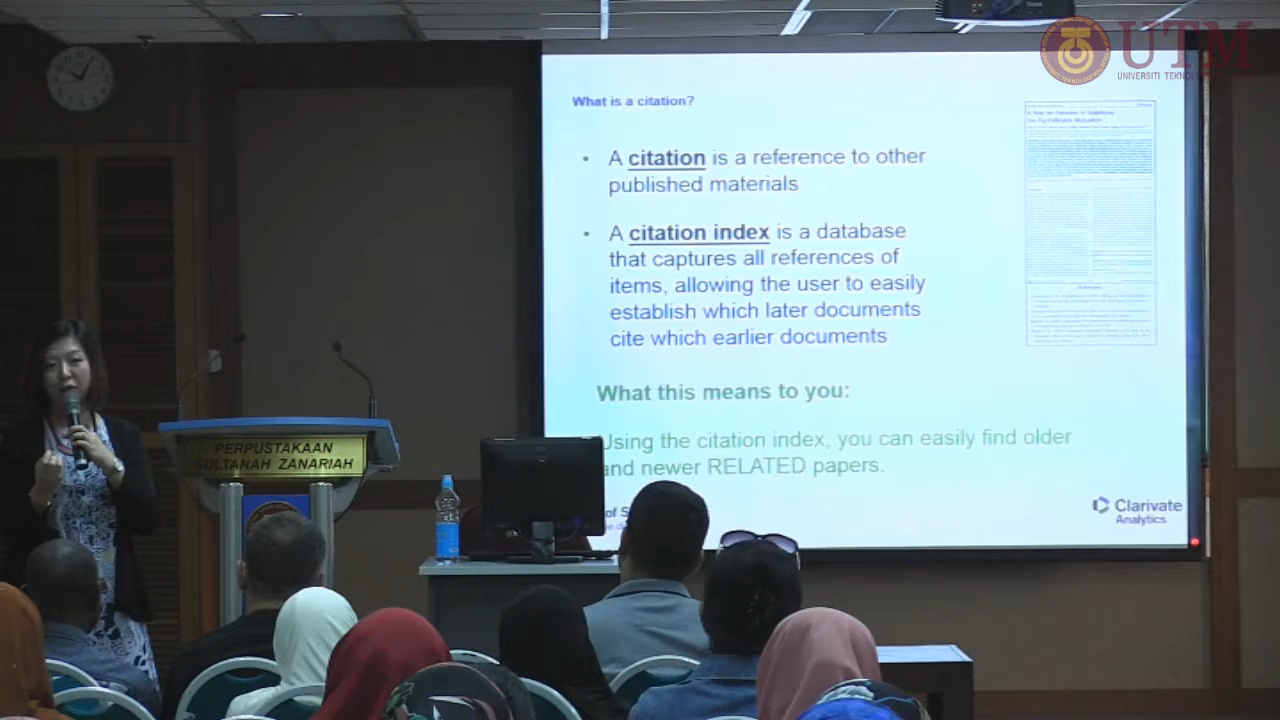 UTM
UNIVERSITI TEKNOLOGI
What is a citation?
• A citation is a reference to other
published materials
• A citation index is a database
that captures all references of
items, allowing the user to easily
establish which later documents
cite which earlier documents
What this means to you:
Using the citation index, you can easily find older
and newer RELATED papers.
of
Clarivate
Analytics
PERPUSTAKAAN
SULTANAH ZANARIAH